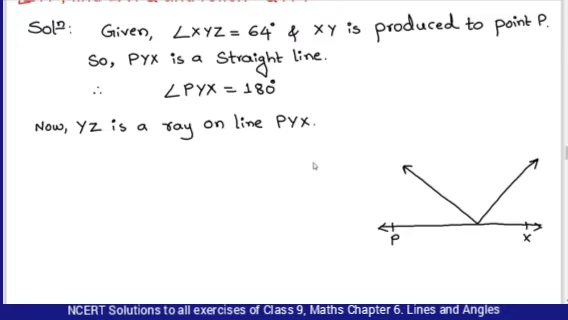 Solⁿ: Given, ∠XYZ = 64° & XY is produced to point P.
So, PYX is a straight line.
∴ ∠PYX = 180°
Now, YZ is a ray on line PYX.
P X
NCERT Solutions to all exercises of Class 9, Maths Chapter 6. Lines and Angles